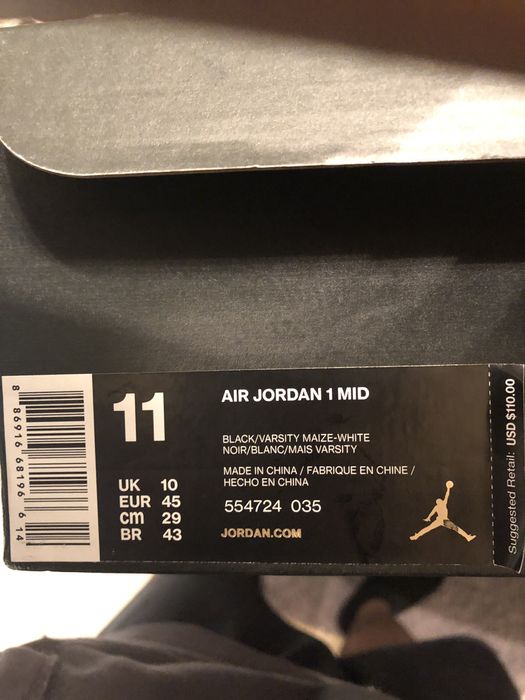 8 86916 68196 6 14
11
AIR JORDAN 1 MID
BLACK/VARSITY MAIZE-WHITE
NOIR/BLANC/MAIS VARSITY
MADE IN CHINA / FABRIQUE EN CHINE /
HECHO EN CHINA
554724 035
JORDAN.COM
UK 10
EUR 45
cm 29
BR 43
Suggested Retail: USD $110.00